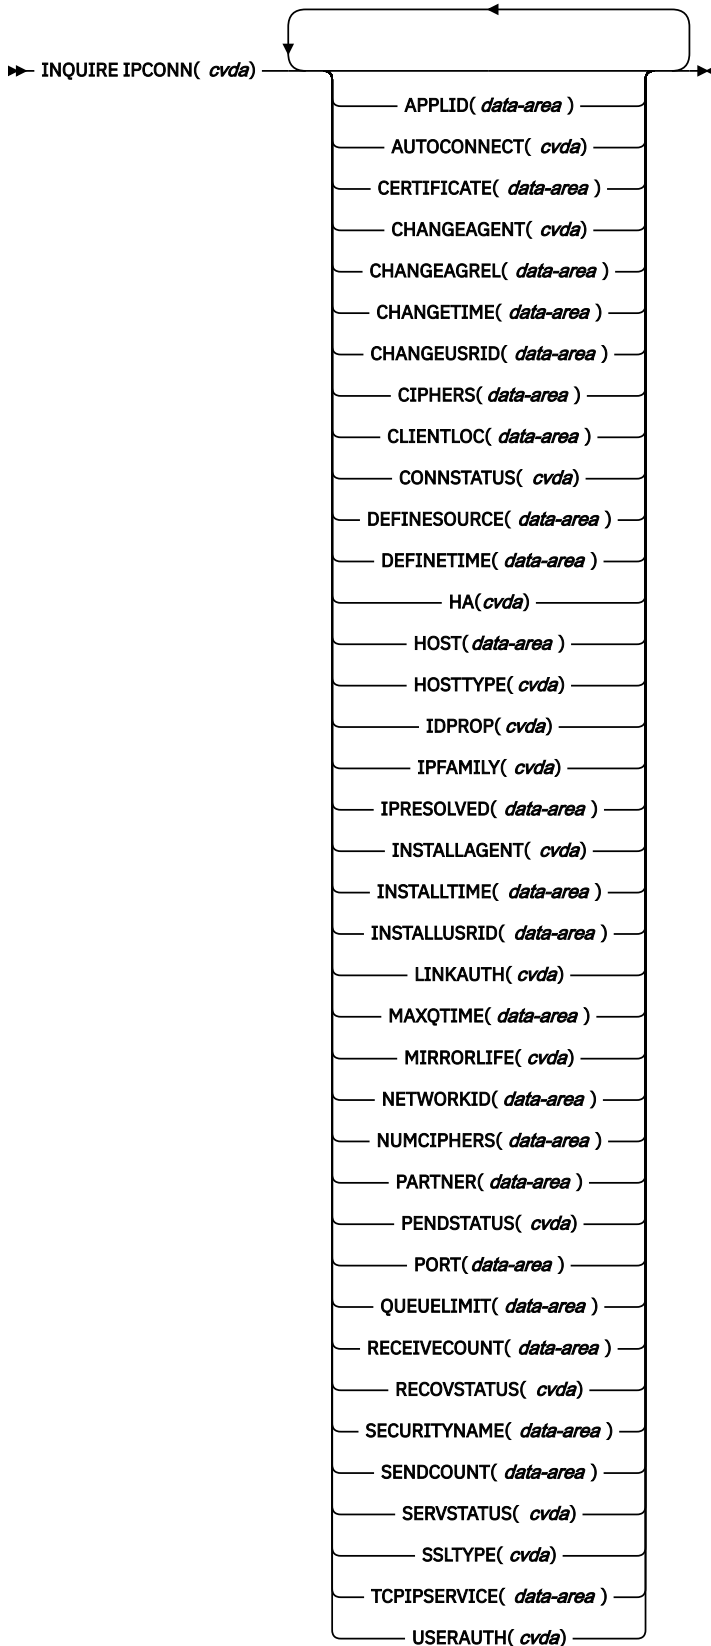 INQUIRE IPCONN( cvda)
APPLID( data-area )
AUTOCONNECT( cvda)
CERTIFICATE( data-area )
CHANGEAGENT( cvda)
CHANGEAGREL( data-area )
CHANGETIME( data-area )
CHANGEUSRID( data-area )
CIPHERS( data-area )
CLIENTLOC( data-area )
CONNSTATUS( cvda)
DEFINESOURCE( data-area )
DEFINETIME( data-area )
HA(cvda)
HOST(data-area )
HOSTTYPE( cvda)
IDPROP( cvda)
IPFAMILY( cvda)
IPRESOLVED( data-area )
INSTALLAGENT( cvda)
INSTALLTIME( data-area )
INSTALLUSRID( data-area )
LINKAUTH( cvda)
MAXQTIME( data-area )
MIRRORLIFE( cvda)
NETWORKID( data-area )
NUMCIPHERS( data-area )
PARTNER( data-area )
PENDSTATUS( cvda)
PORT(data-area )
QUEUELIMIT( data-area )
RECEIVECOUNT( data-area )
RECOVSTATUS( cvda)
SECURITYNAME( data-area )
SENDCOUNT( data-area )
SERVSTATUS( cvda)
SSLTYPE( cvda)
TCPIPSERVICE( data-area )
USERAUTH( cvda)